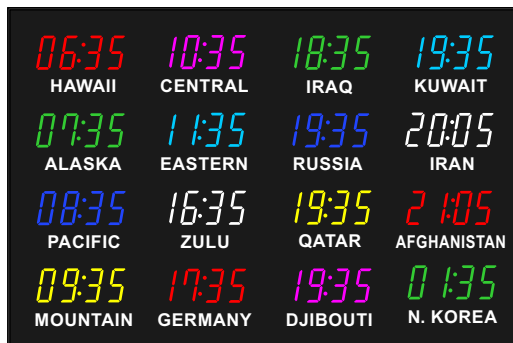 06:35 10:35 18:35 19:35
HAWAII CENTRAL IRAQ KUWAIT
07:35 11:35 19:35 20:05
ALASKA EASTERN RUSSIA IRAN
08:35 16:35 19:35 21:05
PACIFIC ZULU QATAR AFGHANISTAN
09:35 17:35 19:35 01:35
MOUNTAIN GERMANY DJIBOUTI N. KOREA